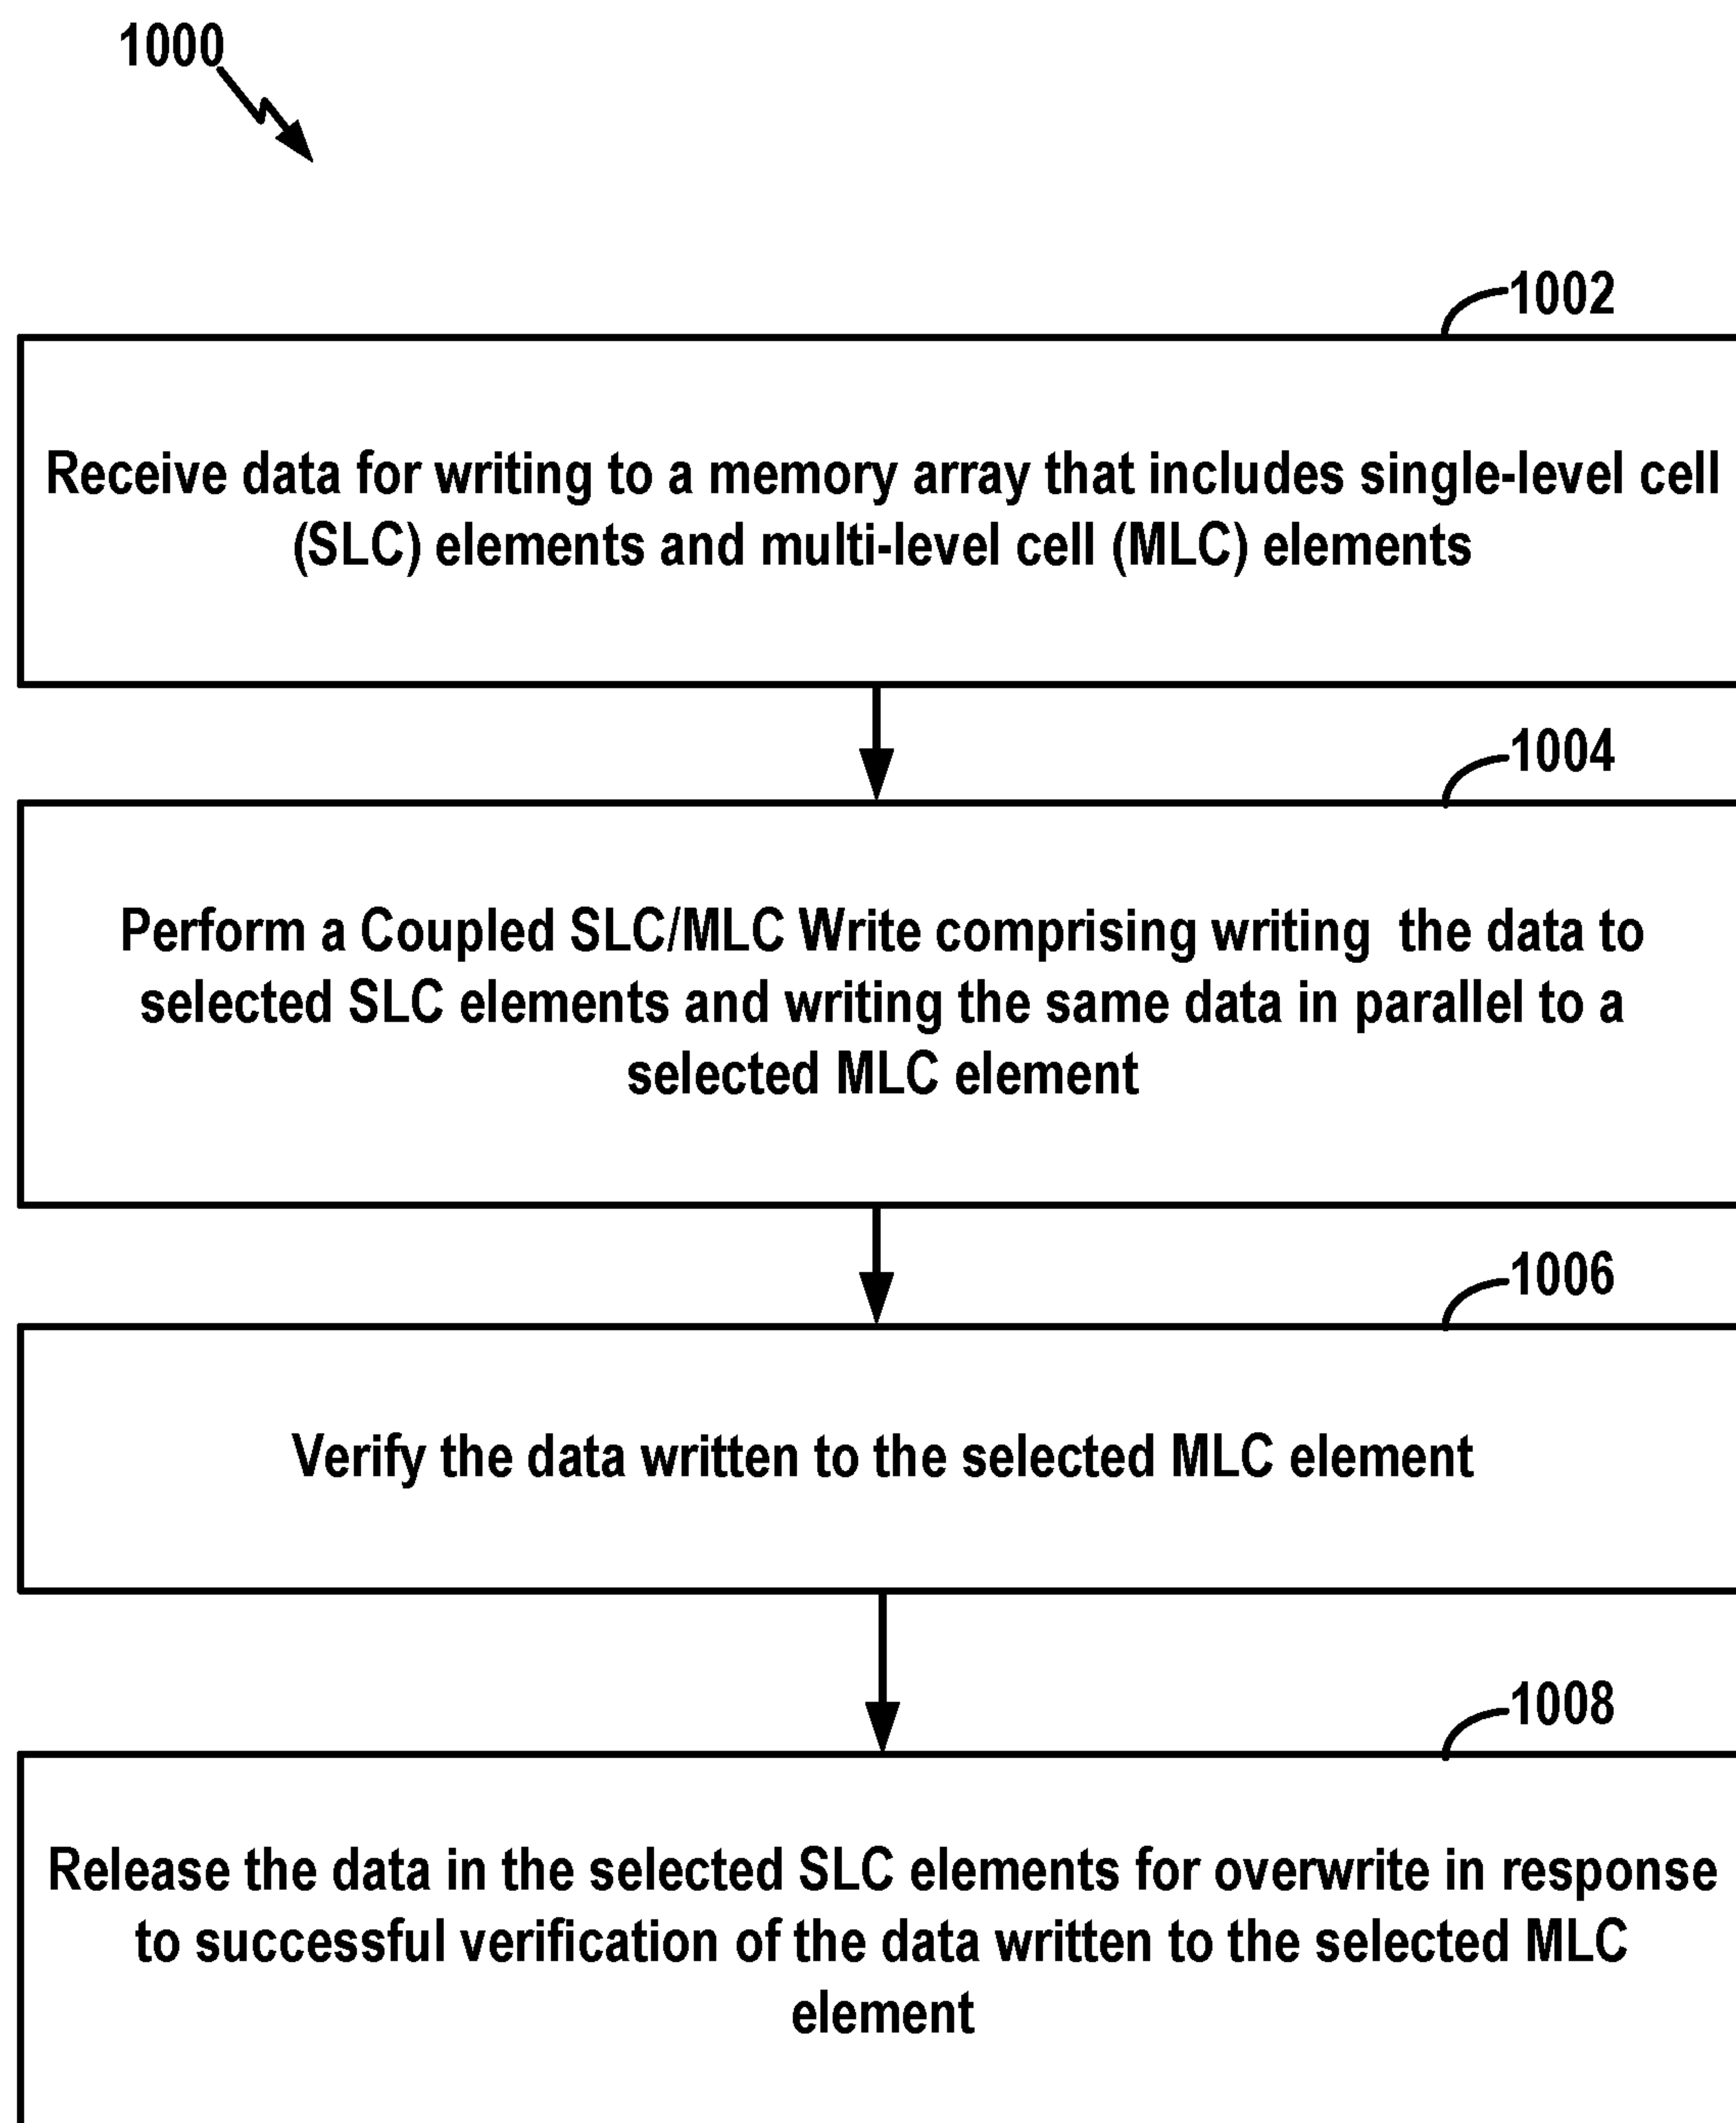 1000
1002
Receive data for writing to a memory array that includes single-level cell
(SLC) elements and multi-level cell (MLC) elements
1004
Perform a Coupled SLC/MLC Write comprising writing  the data to
selected SLC elements and writing the same data in parallel to a
selected MLC element
1006
Verify the data written to the selected MLC element
1008
Release the data in the selected SLC elements for overwrite in response
to successful verification of the data written to the selected MLC
element